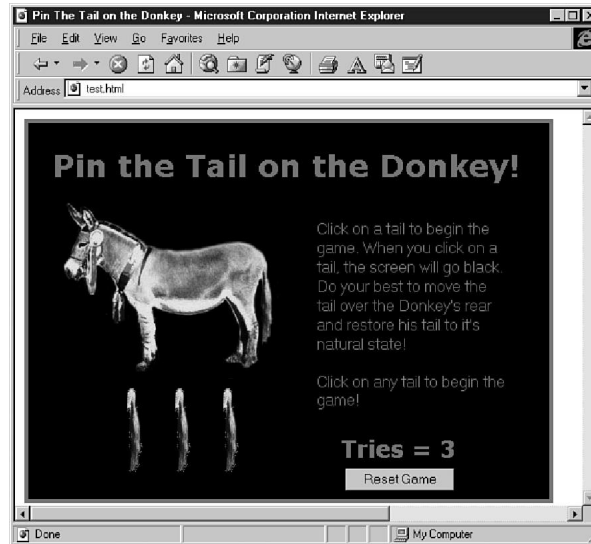 Pin The Tail on the Donkey - Microsoft Corporation Internet Explorer
File Edit View Go Favorites Help
Address test.html
Pin the Tail on the Donkey!
Click on a tail to begin the
game. When you click on a
tail, the screen will go black.
Do your best to move the
tail over the Donkey's rear
and restore his tail to it's
natural state!
Click on any tail to begin the
game!
Tries = 3
Reset Game
Done
My Computer